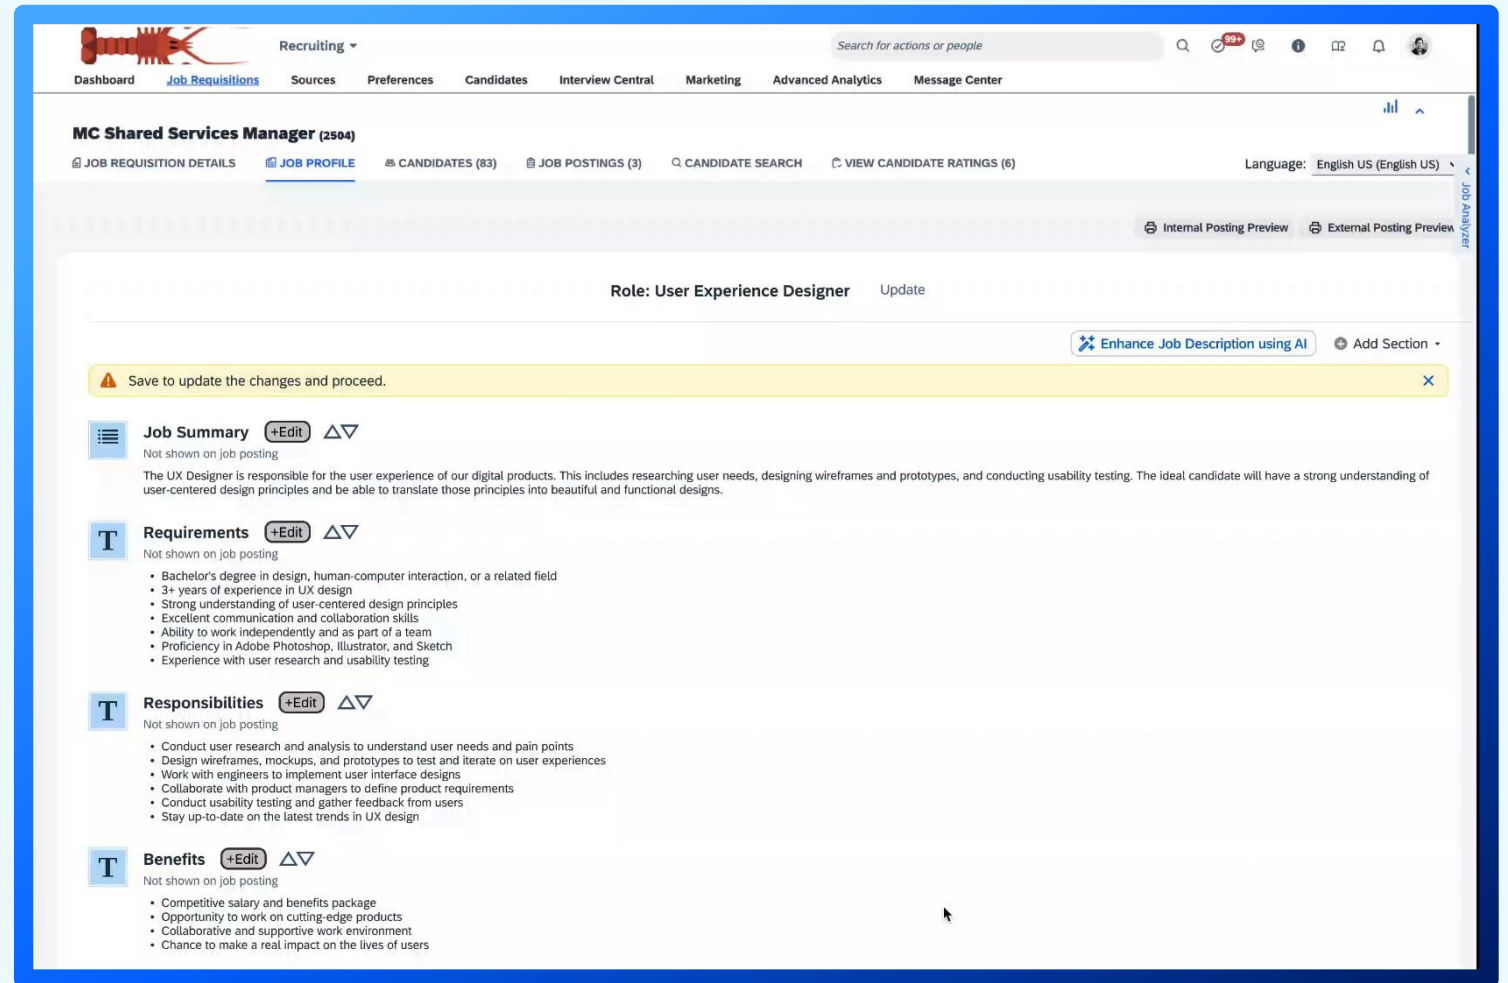 Recruiting
Search for actions or people
99+
Dashboard Job Requisitions Sources Preferences Candidates Interview Central Marketing Advanced Analytics Message Center
MC Shared Services Manager (2504)
JOB REQUISITION DETAILS JOB PROFILE CANDIDATES (83) JOB POSTINGS (3) CANDIDATE SEARCH VIEW CANDIDATE RATINGS (6)
Language: English US (English US)
Job Analyzer
Internal Posting Preview External Posting Preview
Role: User Experience Designer Update
Enhance Job Description using AI Add Section
Save to update the changes and proceed.
Job Summary +Edit
Not shown on job posting
The UX Designer is responsible for the user experience of our digital products. This includes researching user needs, designing wireframes and prototypes, and conducting usability testing. The ideal candidate will have a strong understanding of
user-centered design principles and be able to translate those principles into beautiful and functional designs.
T
Requirements +Edit
Not shown on job posting
• Bachelor's degree in design, human-computer interaction, or a related field
• 3+ years of experience in UX design
• Strong understanding of user-centered design principles
• Excellent communication and collaboration skills
• Ability to work independently and as part of a team
• Proficiency in Adobe Photoshop, Illustrator, and Sketch
• Experience with user research and usability testing
T
Responsibilities +Edit
Not shown on job posting
• Conduct user research and analysis to understand user needs and pain points
• Design wireframes, mockups, and prototypes to test and iterate on user experiences
• Work with engineers to implement user interface designs
• Collaborate with product managers to define product requirements
• Conduct usability testing and gather feedback from users
• Stay up-to-date on the latest trends in UX design
T
Benefits +Edit
Not shown on job posting
• Competitive salary and benefits package
• Opportunity to work on cutting-edge products
• Collaborative and supportive work environment
• Chance to make a real impact on the lives of users